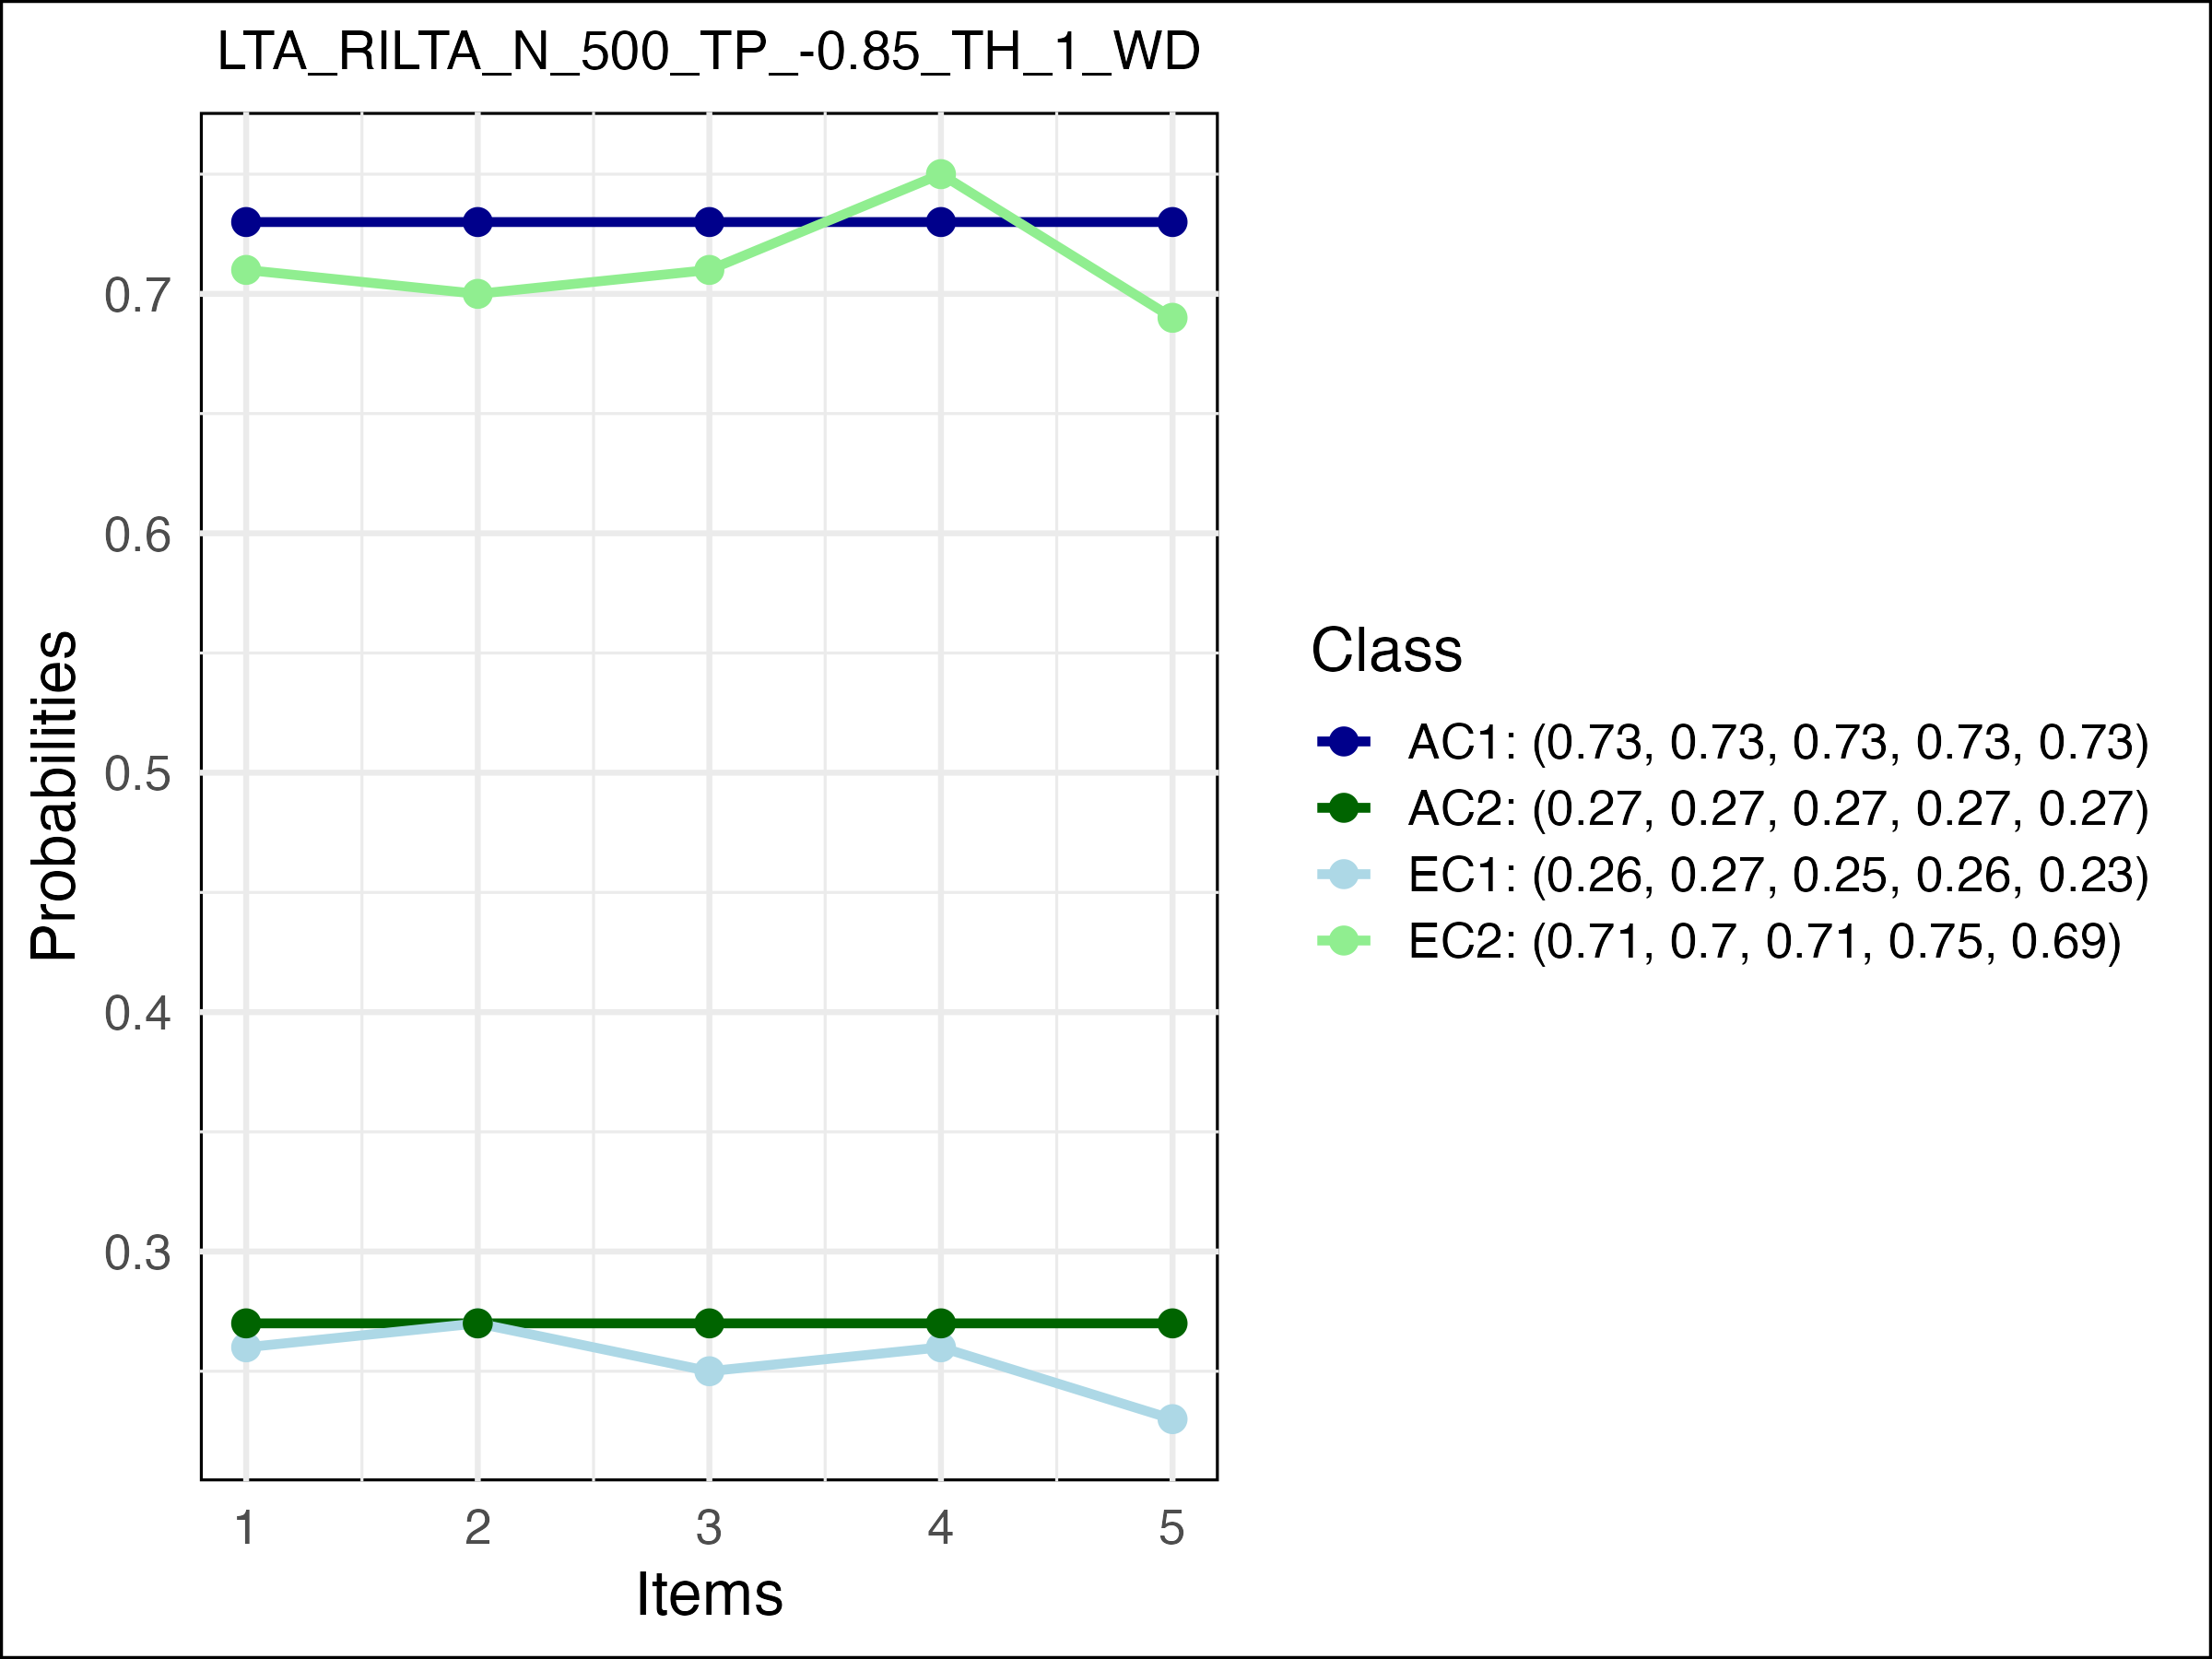 LTA_RILTA_N_500_TP_-0.85_TH_1_WD
Probabilities
0.7
0.6
0.5
0.4
0.3
1 2 3 4 5
Items
Class
AC1: (0.73, 0.73, 0.73, 0.73, 0.73)
AC2: (0.27, 0.27, 0.27, 0.27, 0.27)
EC1: (0.26, 0.27, 0.25, 0.26, 0.23)
EC2: (0.71, 0.7, 0.71, 0.75, 0.69)